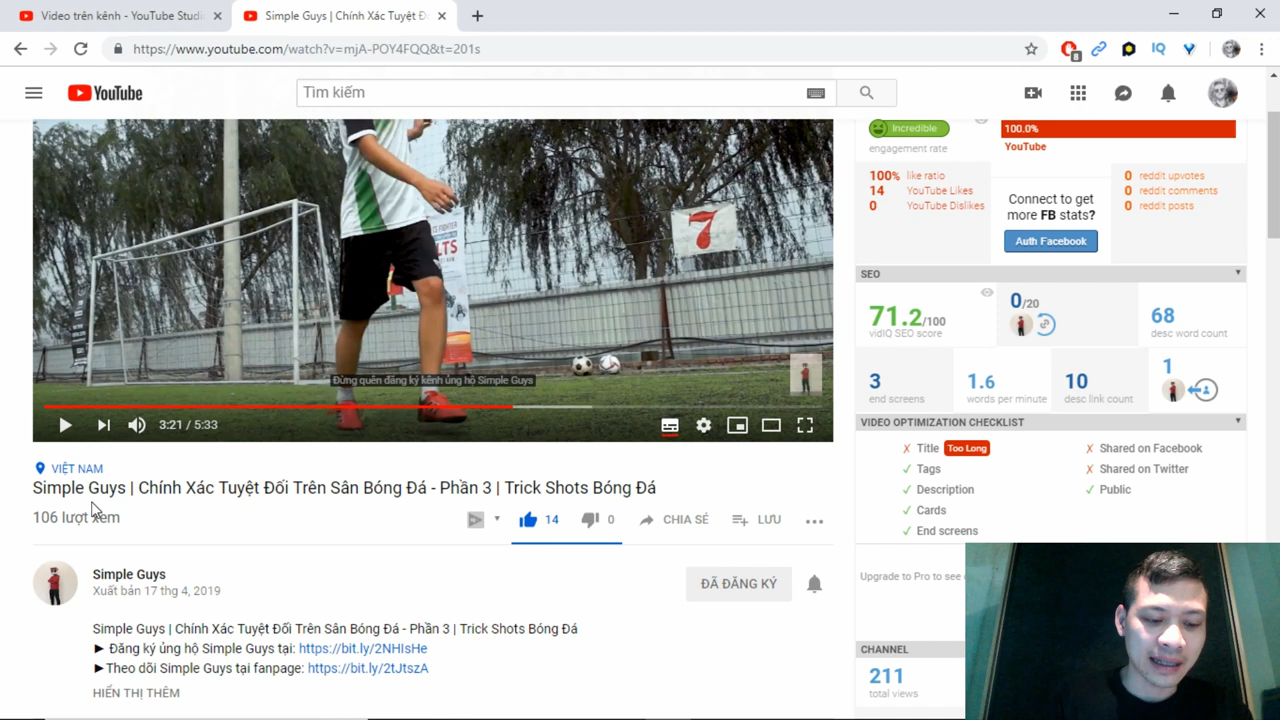 Video trên kênh - YouTube Studi
Simple Guys | Chính Xác Tuyệt Đố
https://www.youtube.com/watch?v=mjA-POY4FQQ&t=201s
8
IQ
YouTube
Tìm kiếm
7
LTS
Đừng quên đăng ký kênh ủng hộ Simple Guys
3:21 / 5:33
VIỆT NAM
Simple Guys | Chính Xác Tuyệt Đối Trên Sân Bóng Đá - Phần 3 | Trick Shots Bóng Đá
106 lượt xem
14
0
CHIA SẺ
LƯU
Simple Guys
Xuất bản 17 thg 4, 2019
ĐÃ ĐĂNG KÝ
Simple Guys | Chính Xác Tuyệt Đối Trên Sân Bóng Đá - Phần 3 | Trick Shots Bóng Đá
► Đăng ký ủng hộ Simple Guys tại: https://bit.ly/2NHIsHe
►Theo dõi Simple Guys tại fanpage: https://bit.ly/2tJtszA
HIỂN THỊ THÊM
Incredible
engagement rate
100.0%
YouTube
100% like ratio
14 YouTube Likes
0 YouTube Dislikes
Connect to get
more FB stats?
Auth Facebook
0 reddit upvotes
0 reddit comments
0 reddit posts
SEO
71.2/100
vidIQ SEO score
0/20
68
desc word count
3
end screens
1.6
words per minute
10
desc link count
1
VIDEO OPTIMIZATION CHECKLIST
Title Too Long
Tags
Description
Cards
End screens
Shared on Facebook
Shared on Twitter
Public
Upgrade to Pro to see
CHANNEL
211
total views